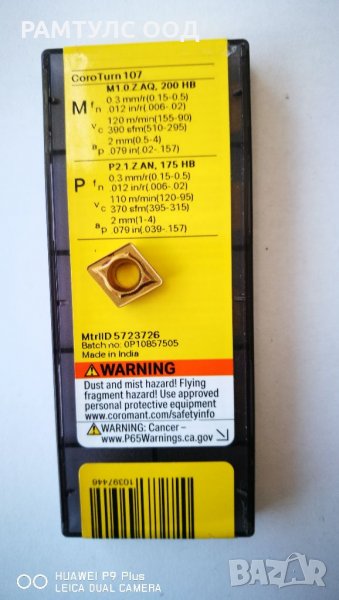 РАМТУЛС ООД
CoroTurn 107
M1.0.Z.AQ, 200 HB
M fn 0.3 mm/r(0.15-0.5)
.012 in/r(.006-.02)
vc 120 m/min(155-90)
390 sfm(510-295)
ap 2 mm(0.5-4)
.079 in(.02-.157)
P2.1.Z.AN, 175 HB
P fn 0.3 mm/r(0.15-0.5)
.012 in/r(.006-.02)
vc 110 m/min(120-95)
370 sfm(395-315)
ap 2 mm(1-4)
.079 in(.039-.157)
MtrlID 5723726
Batch no: 0P10857505
Made in India
WARNING
Dust and mist hazard! Flying
fragment hazard! Use approved
personal protective equipment
www.coromant.com/safetyinfo
WARNING: Cancer –
www.P65Warnings.ca.gov
10397446
HUAWEI P9 Plus
LEICA DUAL CAMERA
BAZAR